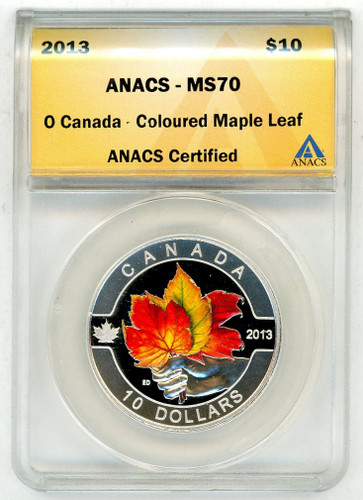 2013 $10
ANACS - MS70
O Canada - Coloured Maple Leaf
ANACS Certified
ANACS
CANADA
2013
ED
10 DOLLARS